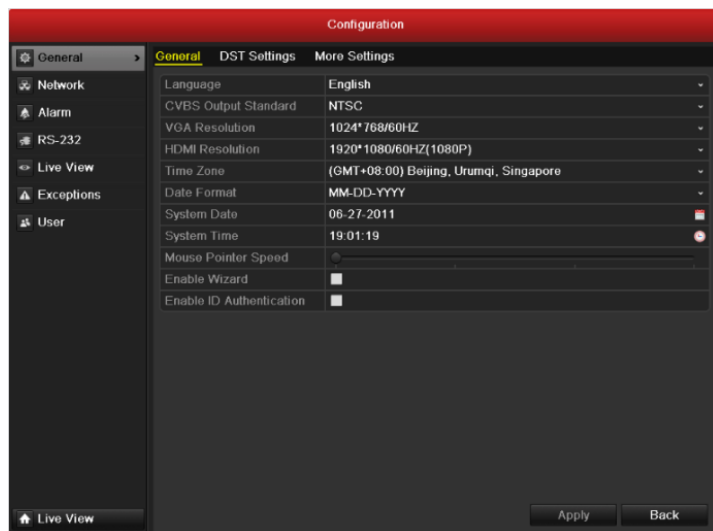 Configuration
General
Network
Alarm
RS-232
Live View
Exceptions
User
General DST Settings More Settings
Language English
CVBS Output Standard NTSC
VGA Resolution 1024*768/60HZ
HDMI Resolution 1920*1080/60HZ(1080P)
Time Zone (GMT+08:00) Beijing, Urumqi, Singapore
Date Format MM-DD-YYYY
System Date 06-27-2011
System Time 19:01:19
Mouse Pointer Speed
Enable Wizard
Enable ID Authentication
Live View
Apply Back